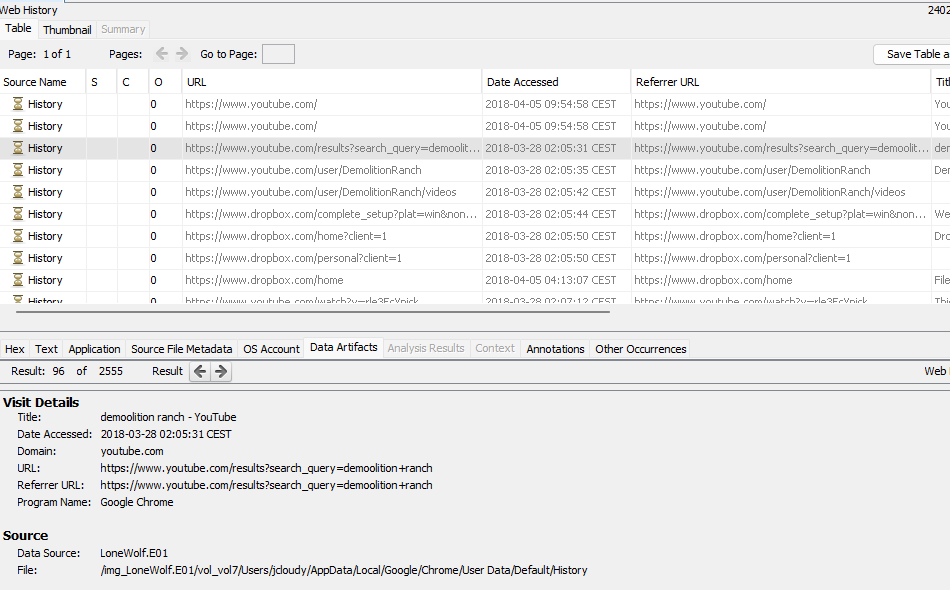 Web History
2402
Table Thumbnail Summary
Page: 1 of 1 Pages: Go to Page: Save Table a
Source Name S C O URL Date Accessed Referrer URL Titl
History 0 https://www.youtube.com/ 2018-04-05 09:54:58 CEST https://www.youtube.com/ You
History 0 https://www.youtube.com/ 2018-04-05 09:54:58 CEST https://www.youtube.com/ You
History 0 https://www.youtube.com/results?search_query=demoolit... 2018-03-28 02:05:31 CEST https://www.youtube.com/results?search_query=demoolit... den
History 0 https://www.youtube.com/user/DemolitionRanch 2018-03-28 02:05:35 CEST https://www.youtube.com/user/DemolitionRanch Der
History 0 https://www.youtube.com/user/DemolitionRanch/videos 2018-03-28 02:05:42 CEST https://www.youtube.com/user/DemolitionRanch/videos
History 0 https://www.dropbox.com/complete_setup?plat=win&non... 2018-03-28 02:05:44 CEST https://www.dropbox.com/complete_setup?plat=win&non... We
History 0 https://www.dropbox.com/home?client=1 2018-03-28 02:05:50 CEST https://www.dropbox.com/home?client=1 Dro
History 0 https://www.dropbox.com/personal?client=1 2018-03-28 02:05:50 CEST https://www.dropbox.com/personal?client=1
History 0 https://www.dropbox.com/home 2018-04-05 04:13:07 CEST https://www.dropbox.com/home File
History 0 2018-03-28 02:07:12 CEST
Hex Text Application Source File Metadata OS Account Data Artifacts Analysis Results Context Annotations Other Occurrences
Result: 96 of 2555 Result Web
Visit Details
Title: demoolition ranch - YouTube
Date Accessed: 2018-03-28 02:05:31 CEST
Domain: youtube.com
URL: https://www.youtube.com/results?search_query=demoolition+ranch
Referrer URL: https://www.youtube.com/results?search_query=demoolition+ranch
Program Name: Google Chrome
Source
Data Source: LoneWolf.E01
File: /img_LoneWolf.E01/vol_vol7/Users/jcloudy/AppData/Local/Google/Chrome/User Data/Default/History